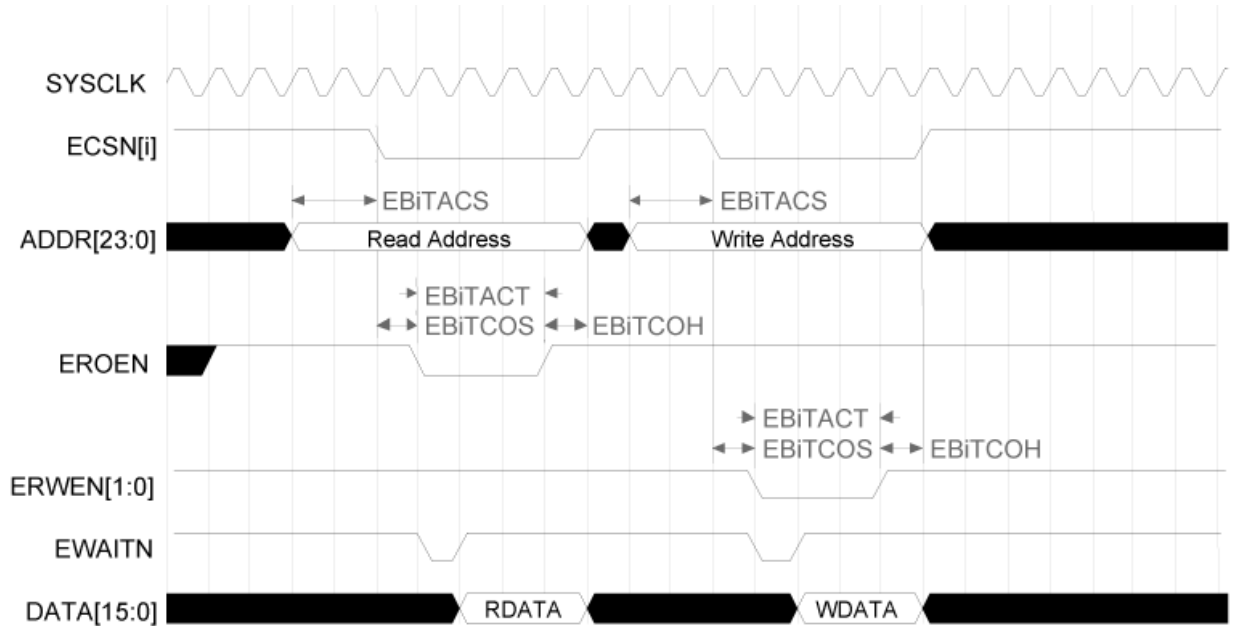 SYSCLK
ECSN[i]
EBiTACS EBiTACS
ADDR[23:0] Read Address Write Address
EBiTACT
EBiTCOS EBiTCOH
EROEN
EBiTACT
EBiTCOS EBiTCOH
ERWEN[1:0]
EWAITN
DATA[15:0] RDATA WDATA